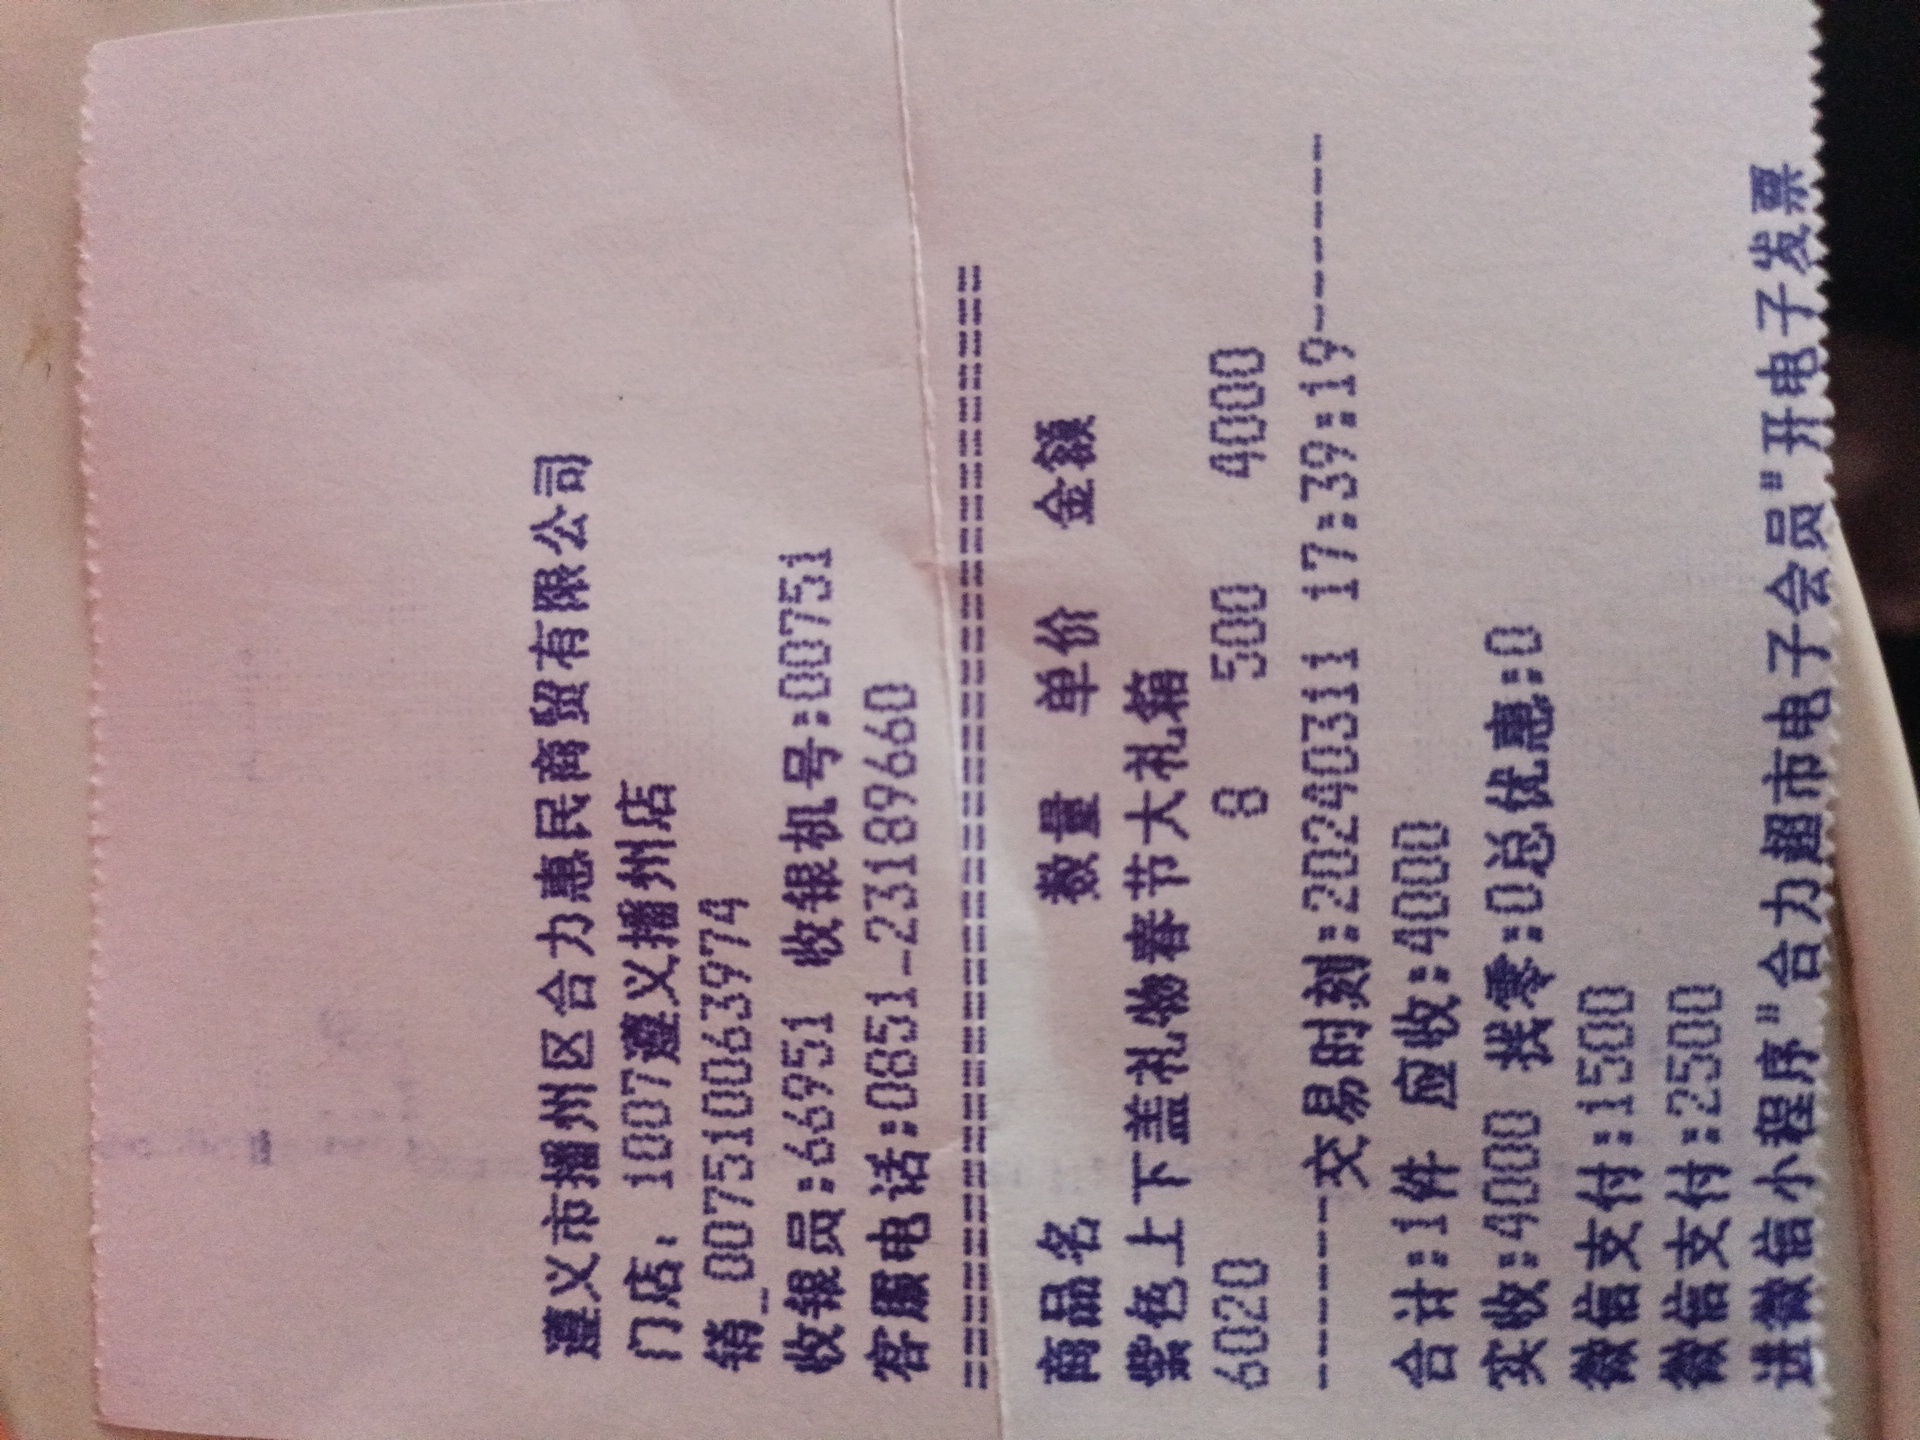 遵义市播州区合力惠民商贸有限公司
门店: 1007遵义播州店
销_007510063974
收银员:66951 收银机号:00751
客服电话:0851-23189660
==========================================
商品名 数量 单价 金额
紫色上下盖礼物春节大礼箱
6020 8 500 4000
---------交易时刻:20240311 17:39:19---------
合计:1件 应收:4000
实收:4000 找零:0总优惠:0
微信支付:1500
微信支付:2500
进微信小程序"合力超市电子会员"开电子发票